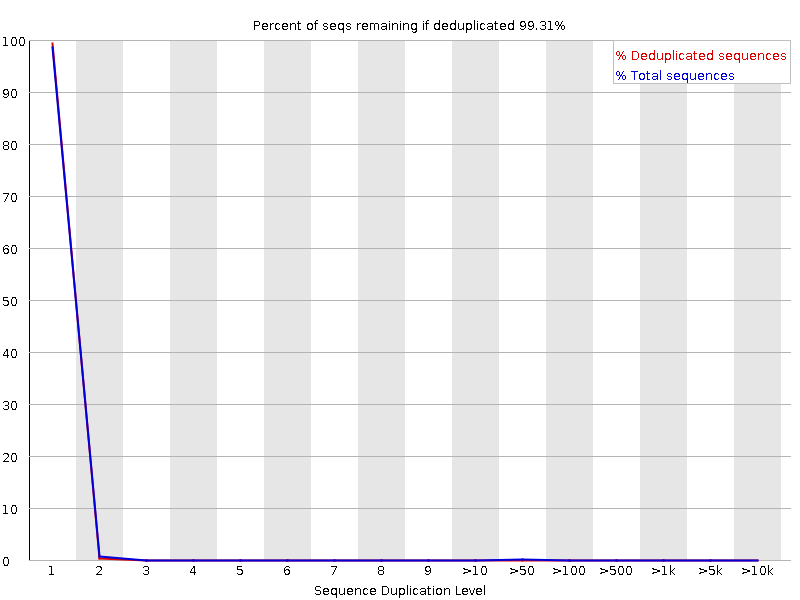 Percent of seqs remaining if deduplicated 99.31%
% Deduplicated sequences
% Total sequences
100
90
80
70
60
50
40
30
20
10
0
1 2 3 4 5 6 7 8 9 >10 >50 >100 >500 >1k >5k >10k
Sequence Duplication Level